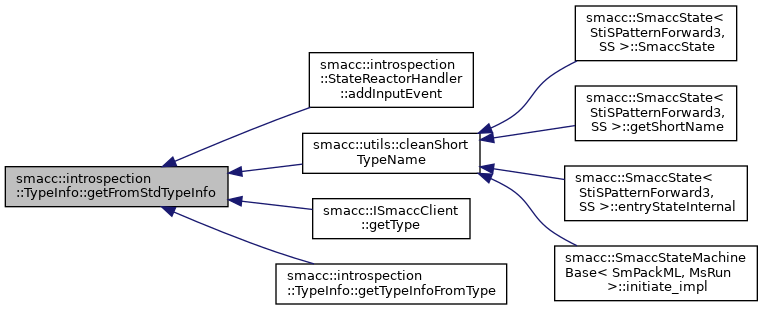 smacc::introspection
::TypeInfo::getFromStdTypeInfo
smacc::introspection
::StateReactorHandler
::addInputEvent
smacc::utils::cleanShort
TypeName
smacc::ISmaccClient
::getType
smacc::introspection
::TypeInfo::getTypeInfoFromType
smacc::SmaccState<
StiSPatternForward3,
SS >::SmaccState
smacc::SmaccState<
StiSPatternForward3,
SS >::getShortName
smacc::SmaccState<
StiSPatternForward3,
SS >::entryStateInternal
smacc::SmaccStateMachine
Base< SmPackML, MsRun
>::initiate_impl